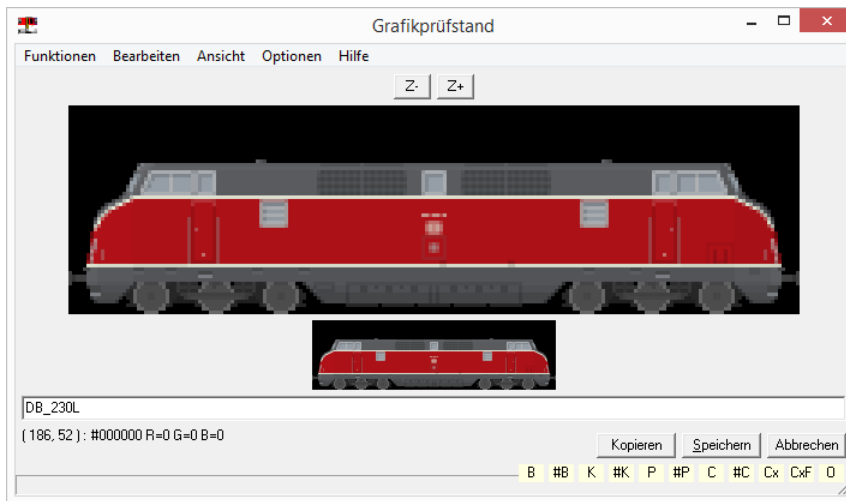 Grafikprüfstand
Funktionen Bearbeiten Ansicht Optionen Hilfe
Z- Z+
DB_230L
( 186, 52 ) : #000000 R=0 G=0 B=0
Kopieren Speichern Abbrechen
B #B K #K P #P C #C Cx CxF O